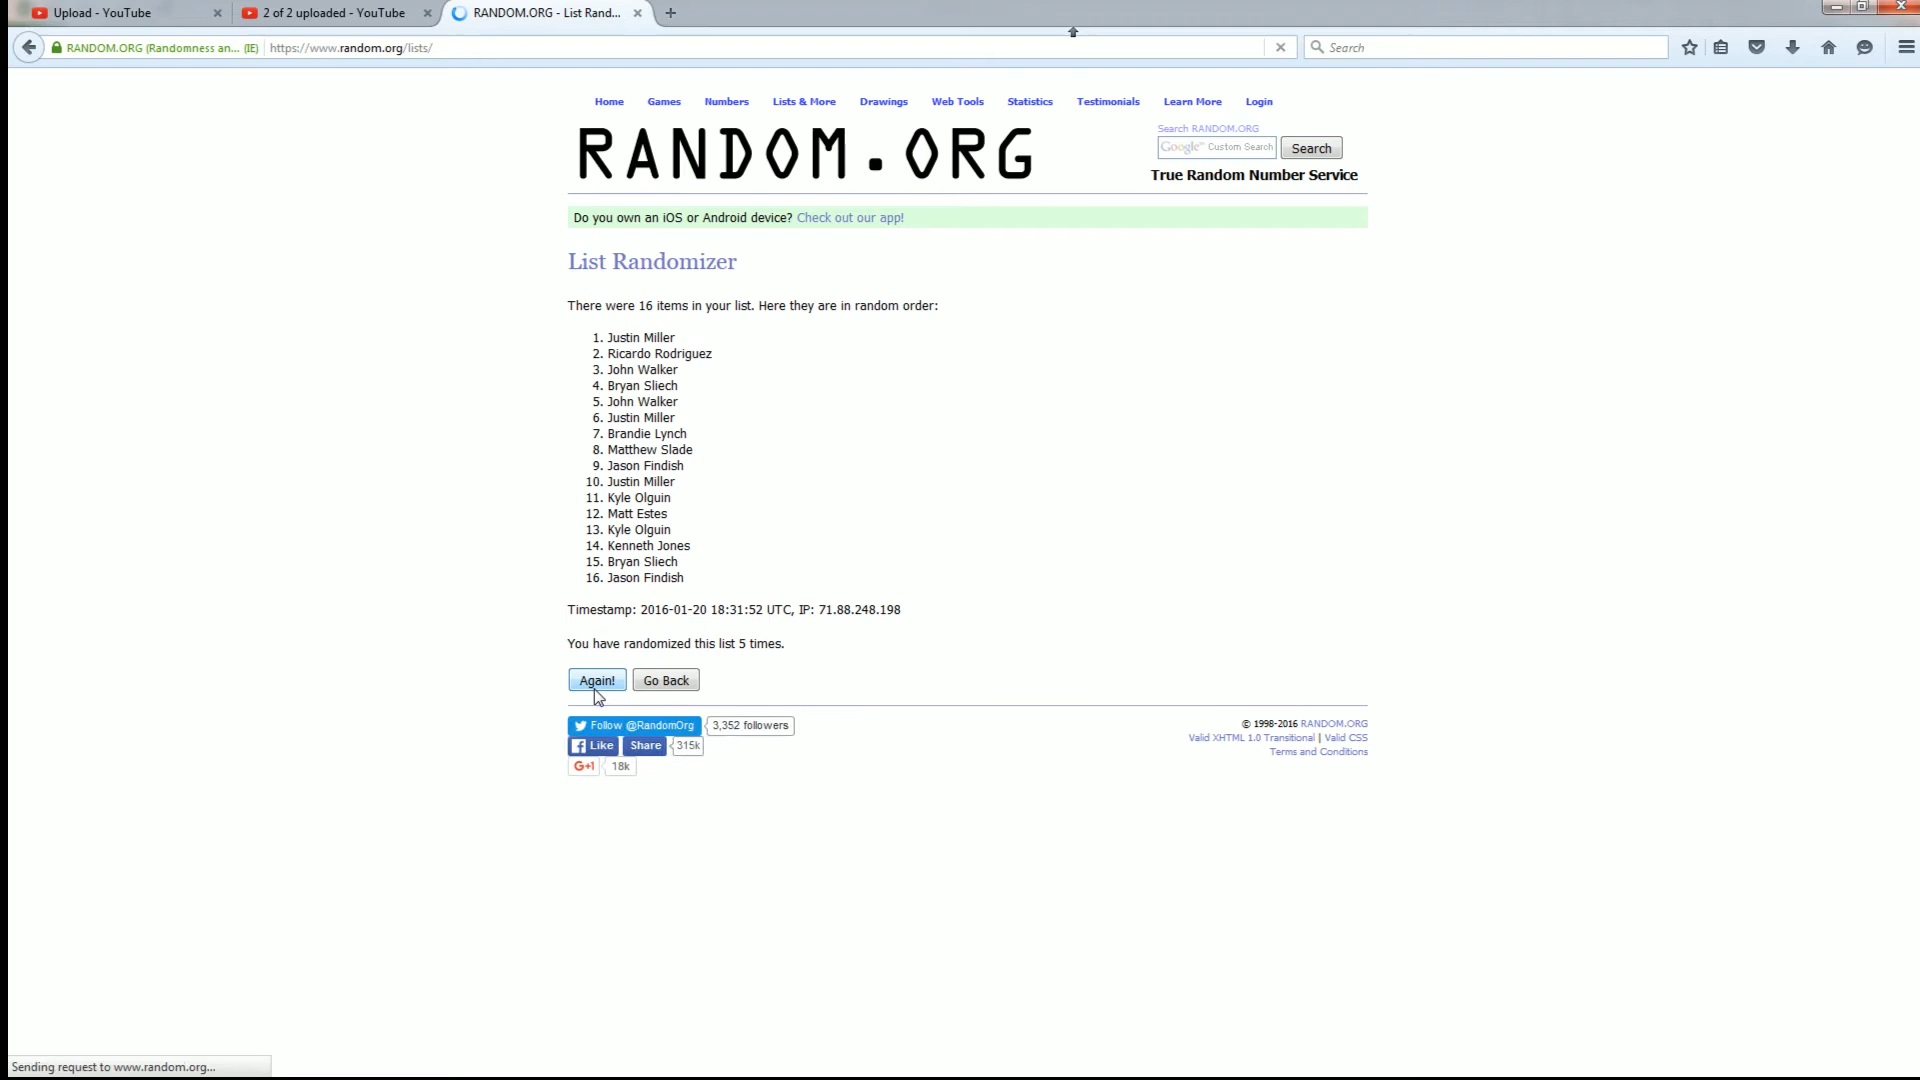 Upload - YouTube
2 of 2 uploaded - YouTube
RANDOM.ORG - List Rand...
RANDOM.ORG (Randomness an... (IE)
https://www.random.org/lists/
Search
Home Games Numbers Lists & More Drawings Web Tools Statistics Testimonials Learn More Login
RANDOM.ORG
Search RANDOM.ORG
Google™ Custom Search
Search
True Random Number Service
Do you own an iOS or Android device? Check out our app!
List Randomizer
There were 16 items in your list. Here they are in random order:
1. Justin Miller
2. Ricardo Rodriguez
3. John Walker
4. Bryan Sliech
5. John Walker
6. Justin Miller
7. Brandie Lynch
8. Matthew Slade
9. Jason Findish
10. Justin Miller
11. Kyle Olguin
12. Matt Estes
13. Kyle Olguin
14. Kenneth Jones
15. Bryan Sliech
16. Jason Findish
Timestamp: 2016-01-20 18:31:52 UTC, IP: 71.88.248.198
You have randomized this list 5 times.
Again! Go Back
Follow @RandomOrg 3,352 followers
Like Share 315k
G+1 18k
© 1998-2016 RANDOM.ORG
Valid XHTML 1.0 Transitional | Valid CSS
Terms and Conditions
Sending request to www.random.org...